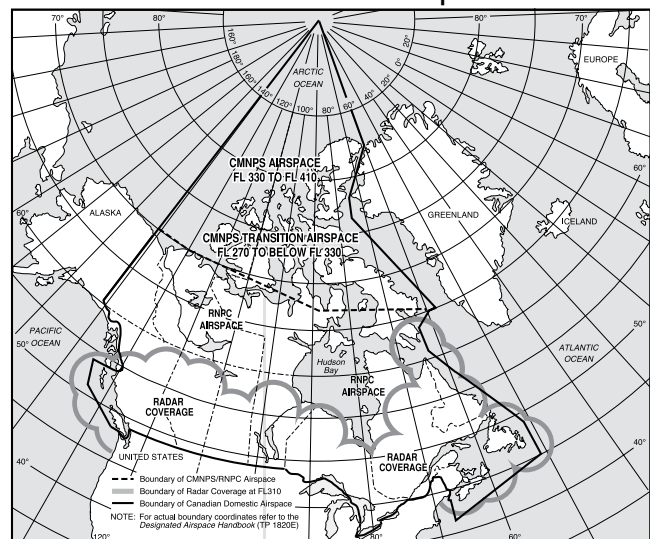 70°
80°
80°
70°
160°
180°
160°
140°
120°
100°
80°
60°
40°
20°
0°
20°
EUROPE
ARCTIC
OCEAN
60°
CMNPS AIRSPACE
FL 330 TO FL 410
ALASKA
GREENLAND
ICELAND
60°
CMNPS TRANSITION AIRSPACE
FL 270 TO BELOW FL 330
RNPC
AIRSPACE
PACIFIC
OCEAN
50°
Hudson
Bay
RNPC
AIRSPACE
ATLANTIC
OCEAN
50°
RADAR
COVERAGE
RADAR
COVERAGE
40°
40°
UNITED STATES
Boundary of CMNPS/RNPC Airspace
Boundary of Radar Coverage at FL310
Boundary of Canadian Domestic Airspace
NOTE: For actual boundary coordinates refer to the
Designated Airspace Handbook (TP 1820E)
120°
80°
60°